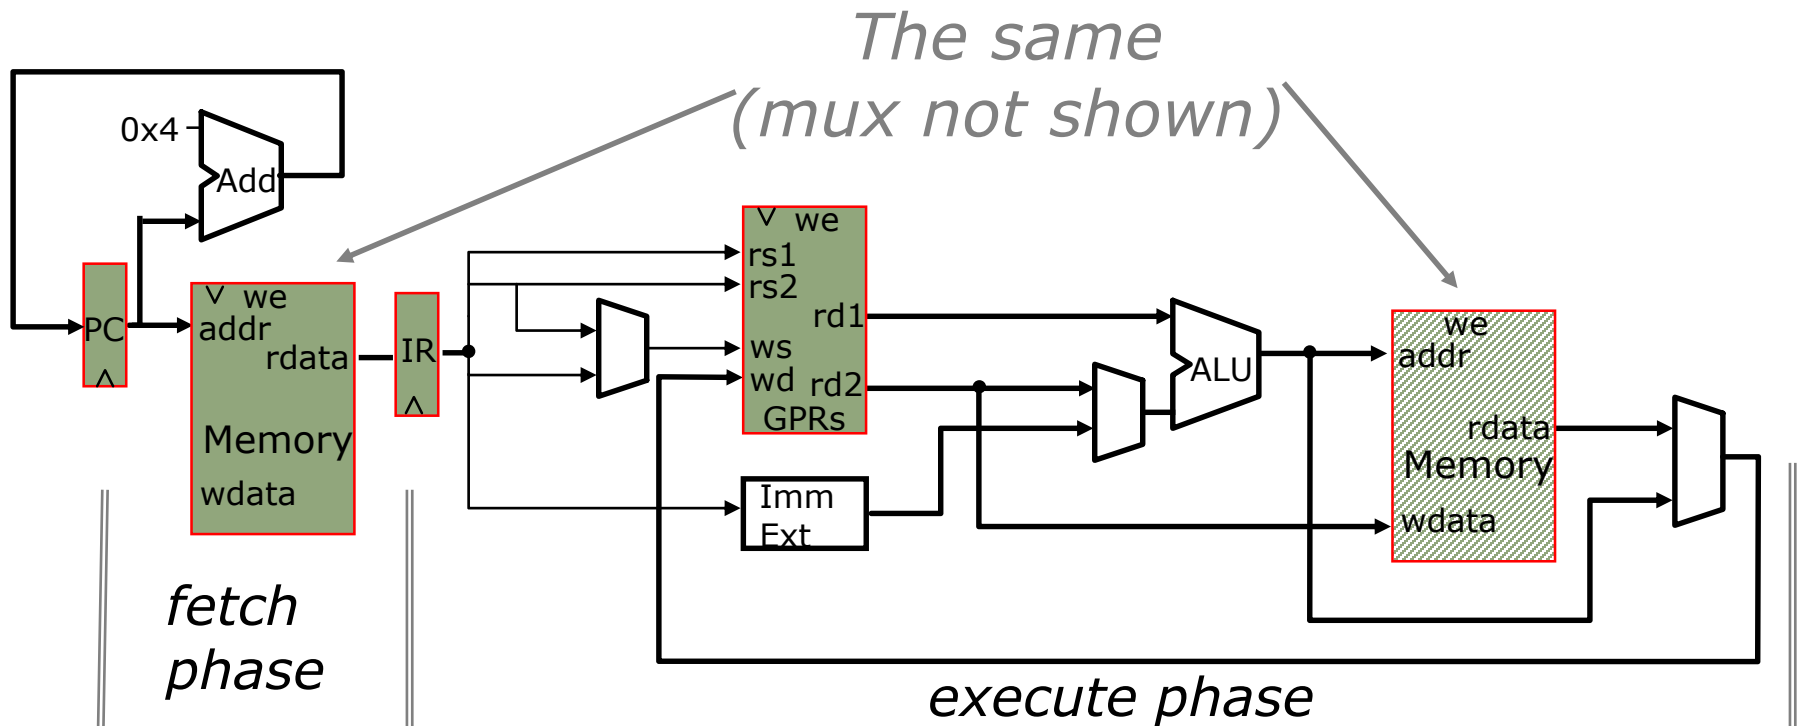 The same
(mux not shown)
0x4
Add
PC
we
addr
rdata
Memory
wdata
IR
we
rs1
rs2
rd1
ws
wd
rd2
GPRs
Imm
Ext
ALU
we
addr
rdata
Memory
wdata
fetch
phase
execute phase